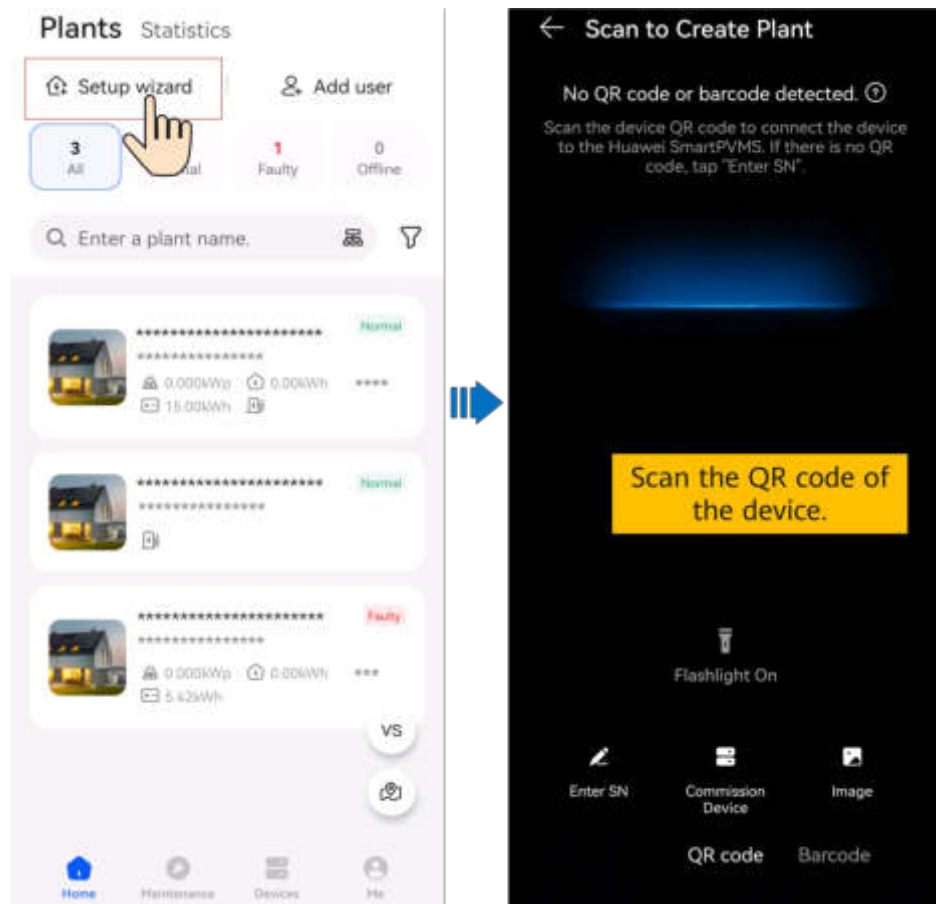 Plants Statistics
Setup wizard
Add user
3
All
1
Faulty
0
Offline
Enter a plant name.
**********************
Normal
***************
0.000kWp 0.00kWh ****
15.00kWh
**********************
Normal
***************
**********************
Faulty
***************
0.000kWp 0.00kWh ***
5.42kWh
VS
Home
Maintenance
Devices
Me
Scan to Create Plant
No QR code or barcode detected.
Scan the device QR code to connect the device
to the Huawei SmartPVMS. If there is no QR
code, tap "Enter SN".
Scan the QR code of
the device.
Flashlight On
Enter SN
Commission
Device
Image
QR code
Barcode